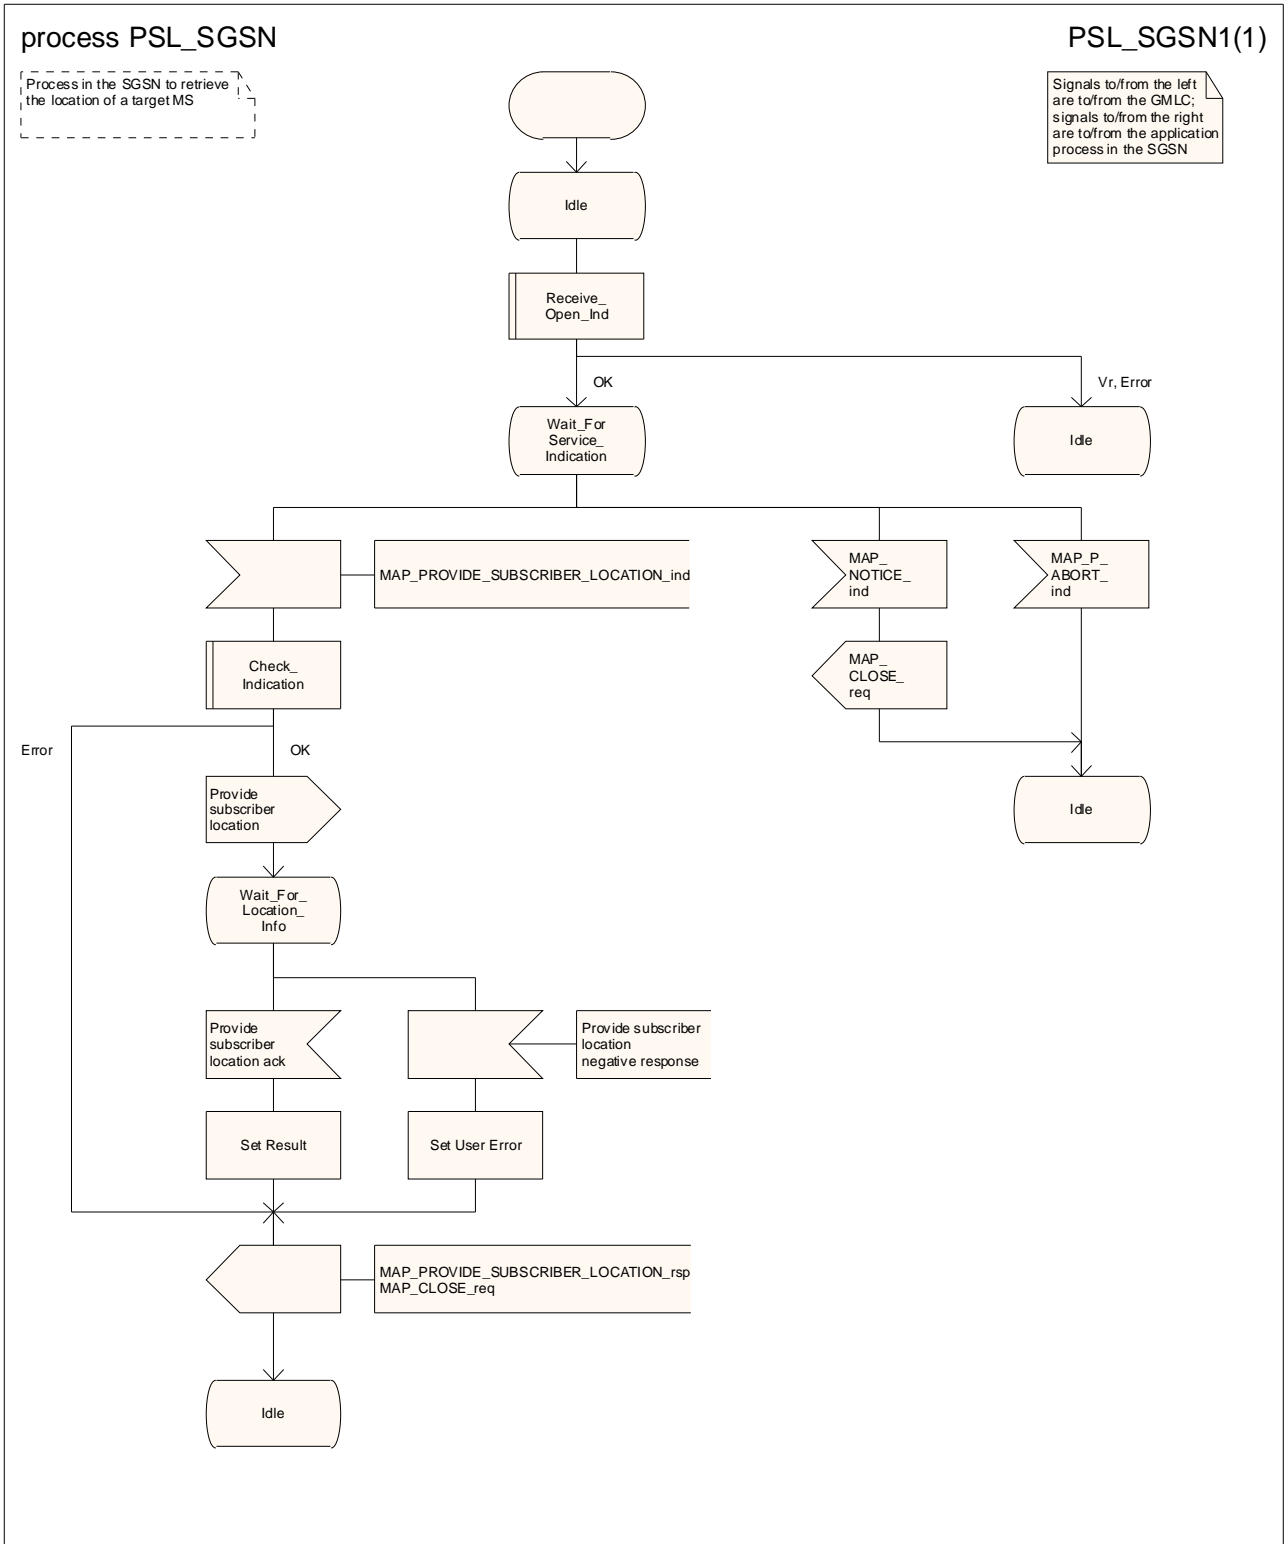 process PSL_SGSN
PSL_SGSN1(1)
Process in the SGSN to retrieve
the location of a target MS
Signals to/from the left
are to/from the GMLC;
signals to/from the right
are to/from the application
process in the SGSN
Idle
Receive_
Open_Ind
OK
Vr, Error
Wait_For
Service_
Indication
Idle
MAP_PROVIDE_SUBSCRIBER_LOCATION_ind
MAP_
NOTICE_
ind
MAP_P_
ABORT_
ind
Check_
Indication
MAP_
CLOSE_
req
Error
OK
Provide
subscriber
location
Idle
Wait_For_
Location_
Info
Provide
subscriber
location ack
Provide subscriber
location
negative response
Set Result
Set User Error
MAP_PROVIDE_SUBSCRIBER_LOCATION_rsp
MAP_CLOSE_req
Idle